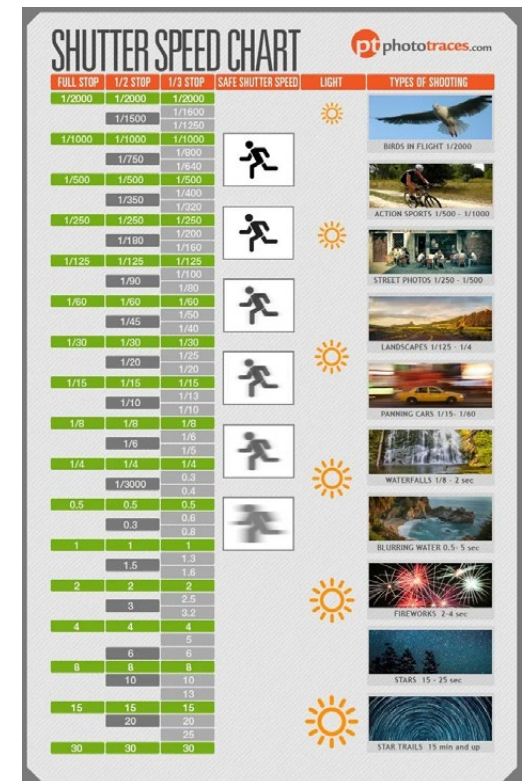 SHUTTER SPEED CHART
pt phototraces.com
FULL STOP 1/2 STOP 1/3 STOP SAFE SHUTTER SPEED LIGHT TYPES OF SHOOTING
1/2000 1/2000 1/2000
1/1600
1/1500
1/1250
1/1000 1/1000 1/1000
1/800
1/750
1/640
1/500 1/500 1/500
1/400
1/350
1/320
1/250 1/250 1/250
1/200
1/180
1/160
1/125 1/125 1/125
1/100
1/90
1/80
1/60 1/60 1/60
1/50
1/45
1/40
1/30 1/30 1/30
1/25
1/20
1/20
1/15 1/15 1/15
1/13
1/10
1/10
1/8 1/8 1/8
1/6
1/6
1/5
1/4 1/4 1/4
0.3
1/3000
0.4
0.5 0.5 0.5
0.6
0.3
0.8
1 1 1
1.3
1.5
1.6
2 2 2
2.5
3
3.2
4 4 4
5
6 6
8 8 8
10 10
13
15 15 15
20 20
25
30 30 30
BIRDS IN FLIGHT 1/2000
ACTION SPORTS 1/500 - 1/1000
STREET PHOTOS 1/250 - 1/500
LANDSCAPES 1/125 - 1/4
PANNING CARS 1/15- 1/60
WATERFALLS 1/8 - 2 sec
BLURRING WATER 0.5- 5 sec
FIREWORKS 2-4 sec
STARS 15 - 25 sec
STAR TRAILS 15 min and up